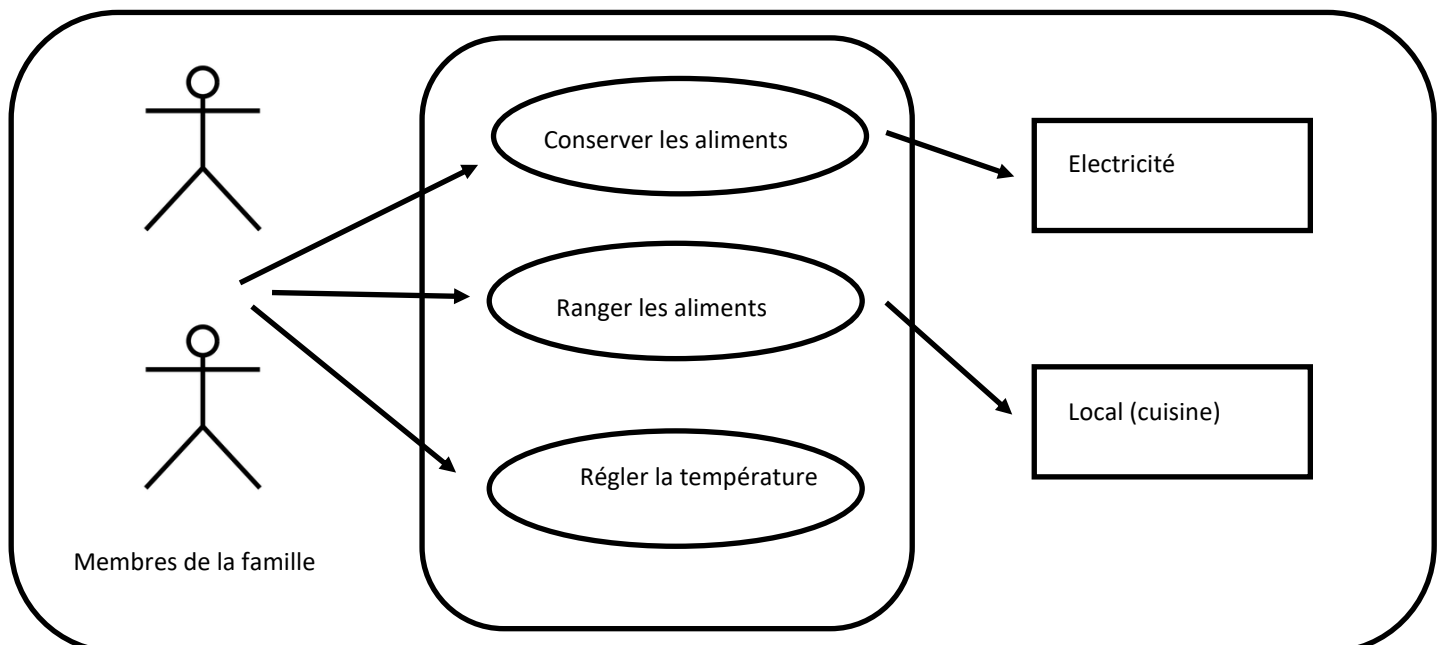 Conserver les aliments
Electricité
Ranger les aliments
Local (cuisine)
Régler la température
Membres de la famille